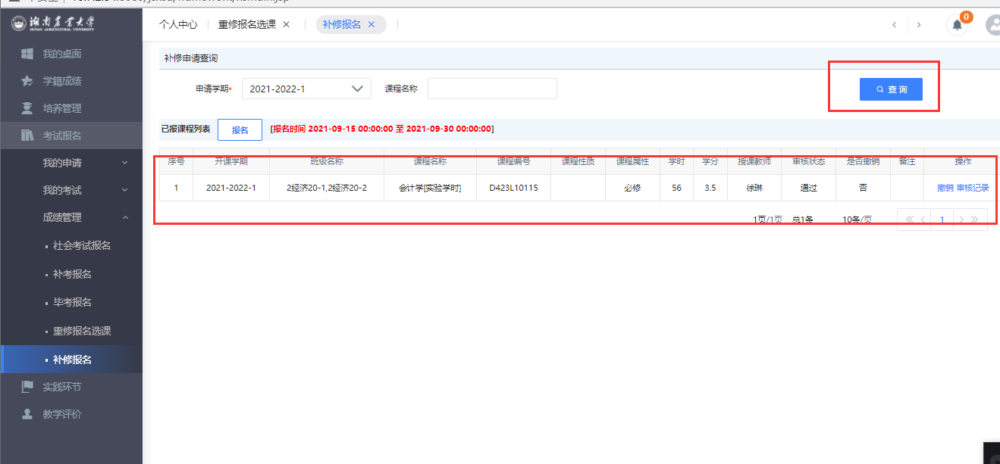 湖南农业大学
HUNAN AGRICULTURAL UNIVERSITY
个人中心 重修报名选课 × 补修报名 ×
0
我的桌面
学籍成绩
培养管理
考试报名
我的申请
我的考试
成绩管理
社会考试报名
补考报名
毕考报名
重修报名选课
补修报名
实践环节
教学评价
补修申请查询
申请学期* 2021-2022-1 课程名称 查询
已报课程列表 报名 [报名时间 2021-09-15 00:00:00 至 2021-09-30 00:00:00]
序号 开课学期 班级名称 课程名称 课程编号 课程性质 课程属性 学时 学分 授课教师 审核状态 是否撤销 备注 操作
1 2021-2022-1 2经济20-1,2经济20-2 会计学[实验学时] D423L10115 必修 56 3.5 徐琳 通过 否 撤销 审核记录
1页/1页 总1条 10条/页 1